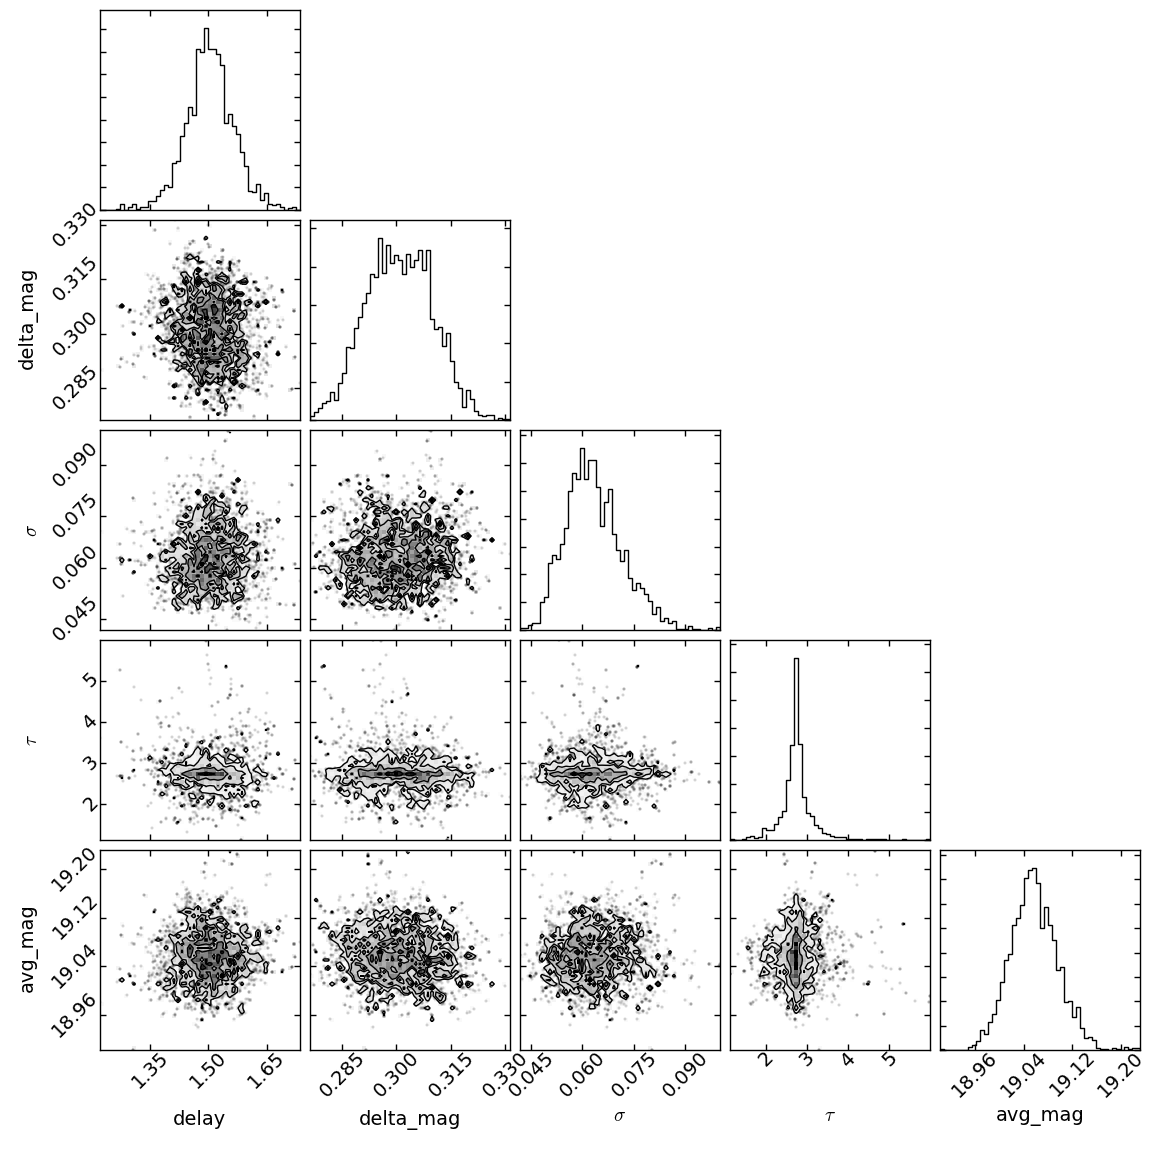 0.330
0.315
0.300
0.285
delta_mag
0.090
0.075
0.060
0.045
σ
5
4
3
2
τ
19.20
19.12
19.04
18.96
avg_mag
1.35 1.50 1.65
0.285 0.300 0.315 0.330
0.045 0.060 0.075 0.090
2 3 4 5
18.96 19.04 19.12 19.20
delay delta_mag σ τ avg_mag